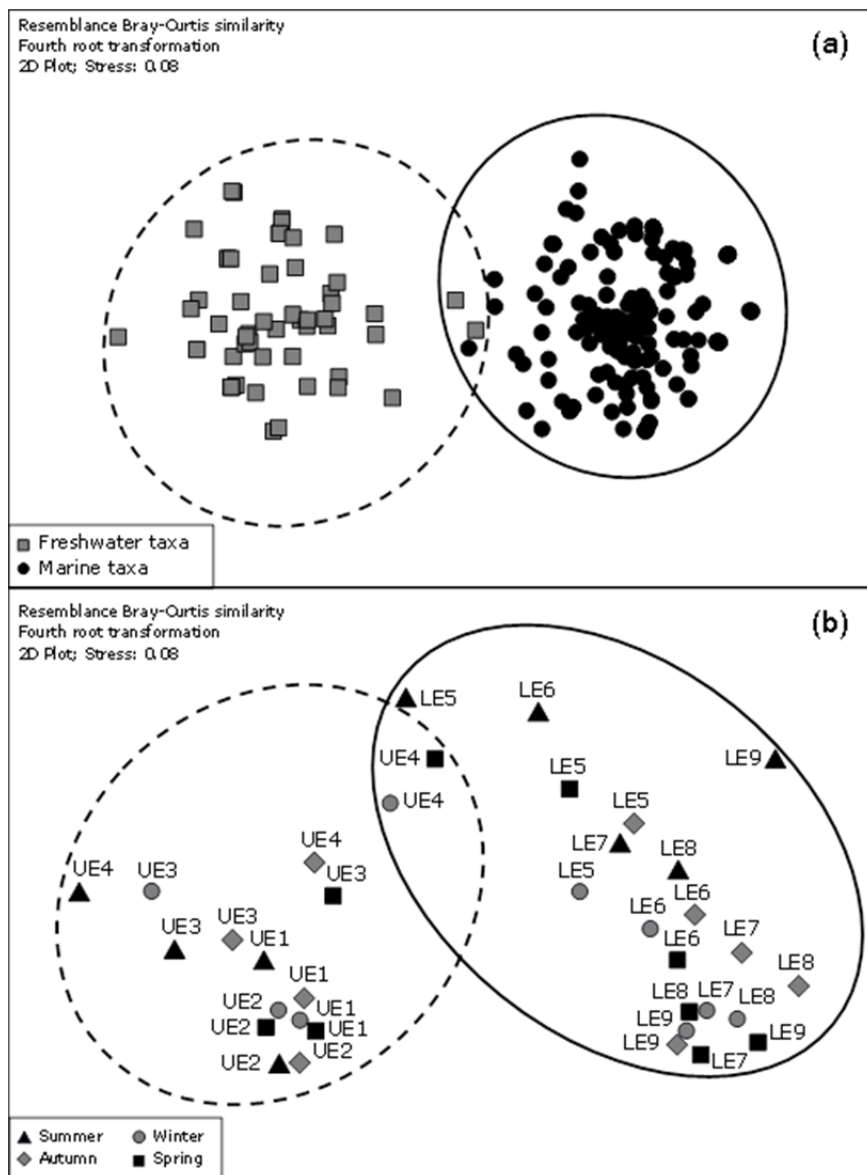 Resemblance Bray-Curtis similarity
Fourth root transformation
2D Plot; Stress: 0.08
(a)
Freshwater taxa
Marine taxa
Resemblance Bray-Curtis similarity
Fourth root transformation
2D Plot; Stress: 0.08
(b)
LE5
LE6
UE4
LE5
LE9
UE4
LE5
UE4
LE7
LE8
UE4
UE3
UE3
LE5
LE6
LE6
UE3
UE3
UE1
LE6
LE7
LE8
UE1
UE2
UE1
LE8
LE7
LE8
UE2
UE1
LE9
UE2
UE2
LE9
LE7
LE9
Summer
Winter
Autumn
Spring